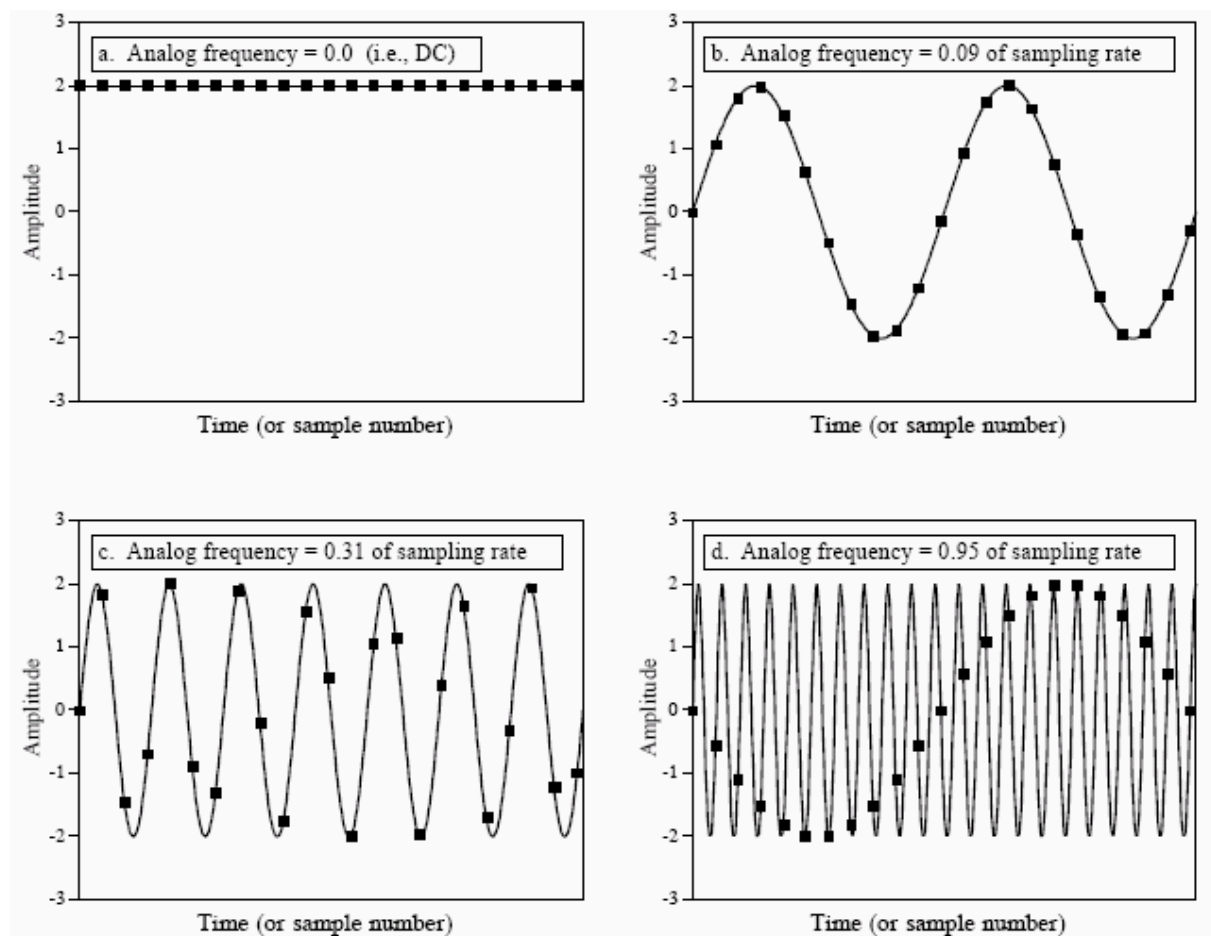 a. Analog frequency = 0.0 (i.e., DC)
3
2
1
0
-1
-2
-3
Amplitude
Time (or sample number)
b. Analog frequency = 0.09 of sampling rate
3
2
1
0
-1
-2
-3
Amplitude
Time (or sample number)
c. Analog frequency = 0.31 of sampling rate
3
2
1
0
-1
-2
-3
Amplitude
Time (or sample number)
d. Analog frequency = 0.95 of sampling rate
3
2
1
0
-1
-2
-3
Amplitude
Time (or sample number)